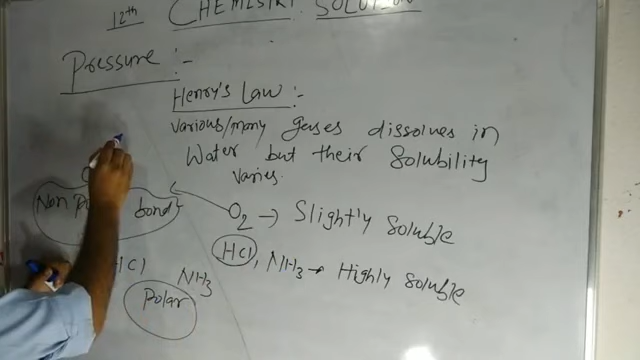 12th CHEMISTRY SOLUTION
Pressure :-
Henry's Law :-
Various/many gases dissolves in
Water but their Solubility
Varies.
Non bond
O2 → Slightly Soluble
HCl, NH3 → Highly Soluble
HCl NH3
Polar